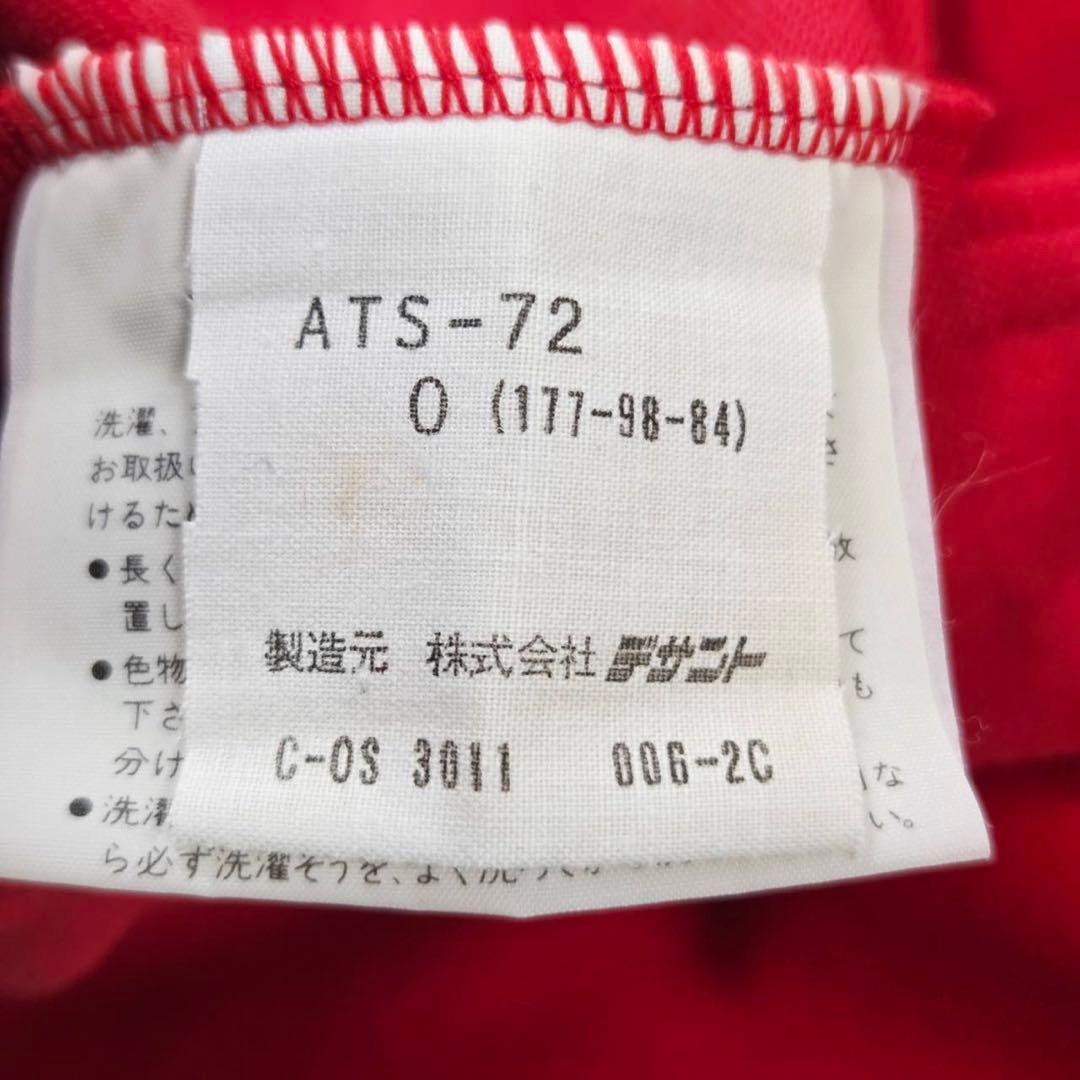 ATS-72
O (177-98-84)
製造元 株式会社デサント
C-OS 3011 006-2C
洗濯、
お取扱い さ
けるため
●長く 放
置し て
●色物 も
下さ
分け な
●洗濯 い。
ら必ず洗濯そうを、よく洗